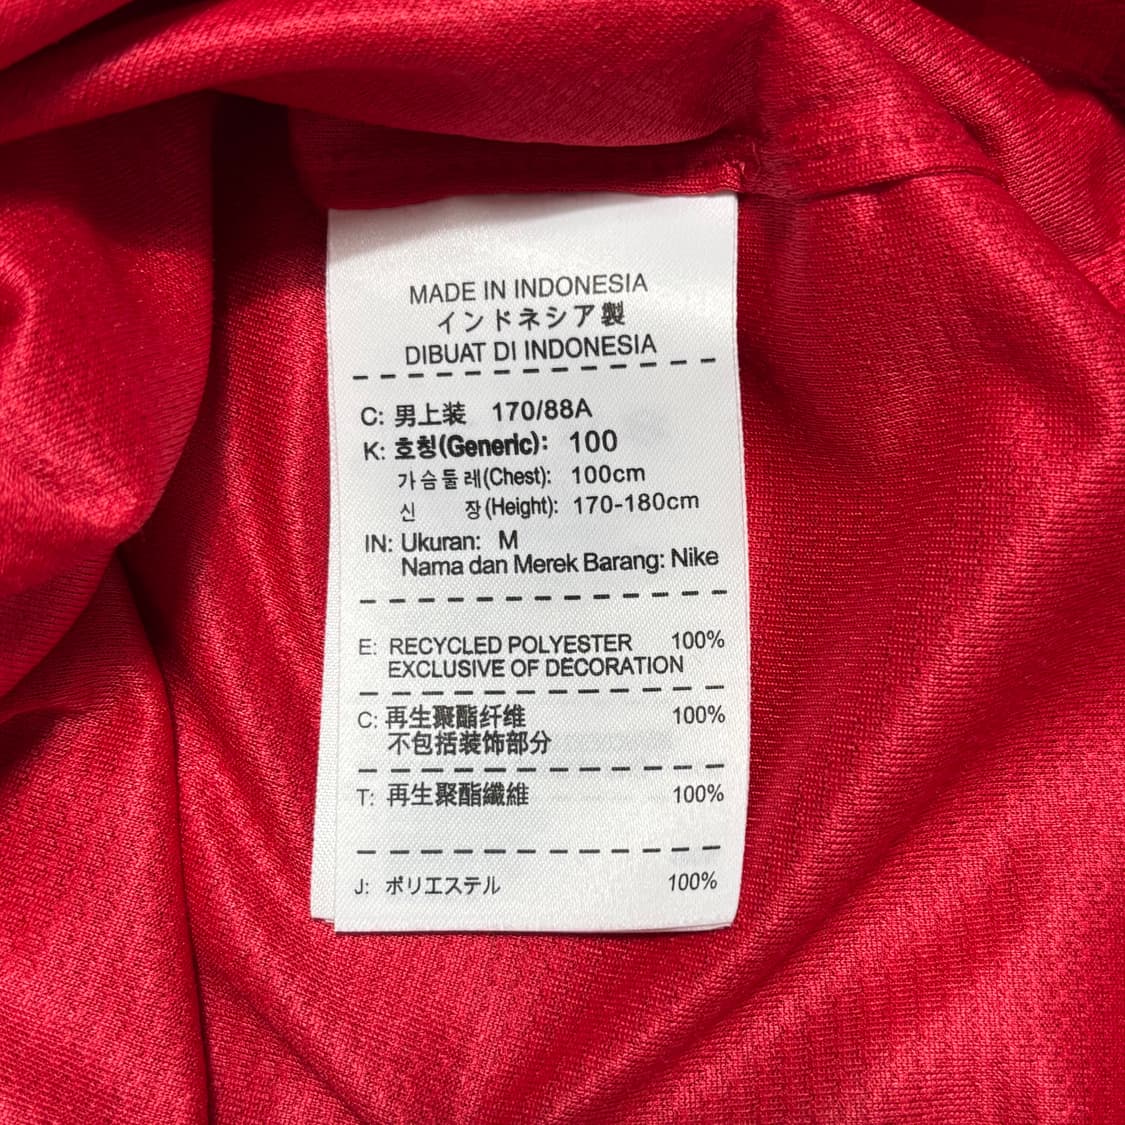 MADE IN INDONESIA
インドネシア製
DIBUAT DI INDONESIA
C: 男上装 170/88A
K: 호칭(Generic): 100
가슴둘레(Chest): 100cm
신 장(Height): 170-180cm
IN: Ukuran: M
Nama dan Merek Barang: Nike
E: RECYCLED POLYESTER 100%
EXCLUSIVE OF DECORATION
C: 再生聚酯纤维 100%
不包括装饰部分
T: 再生聚酯纖維 100%
J: ポリエステル 100%